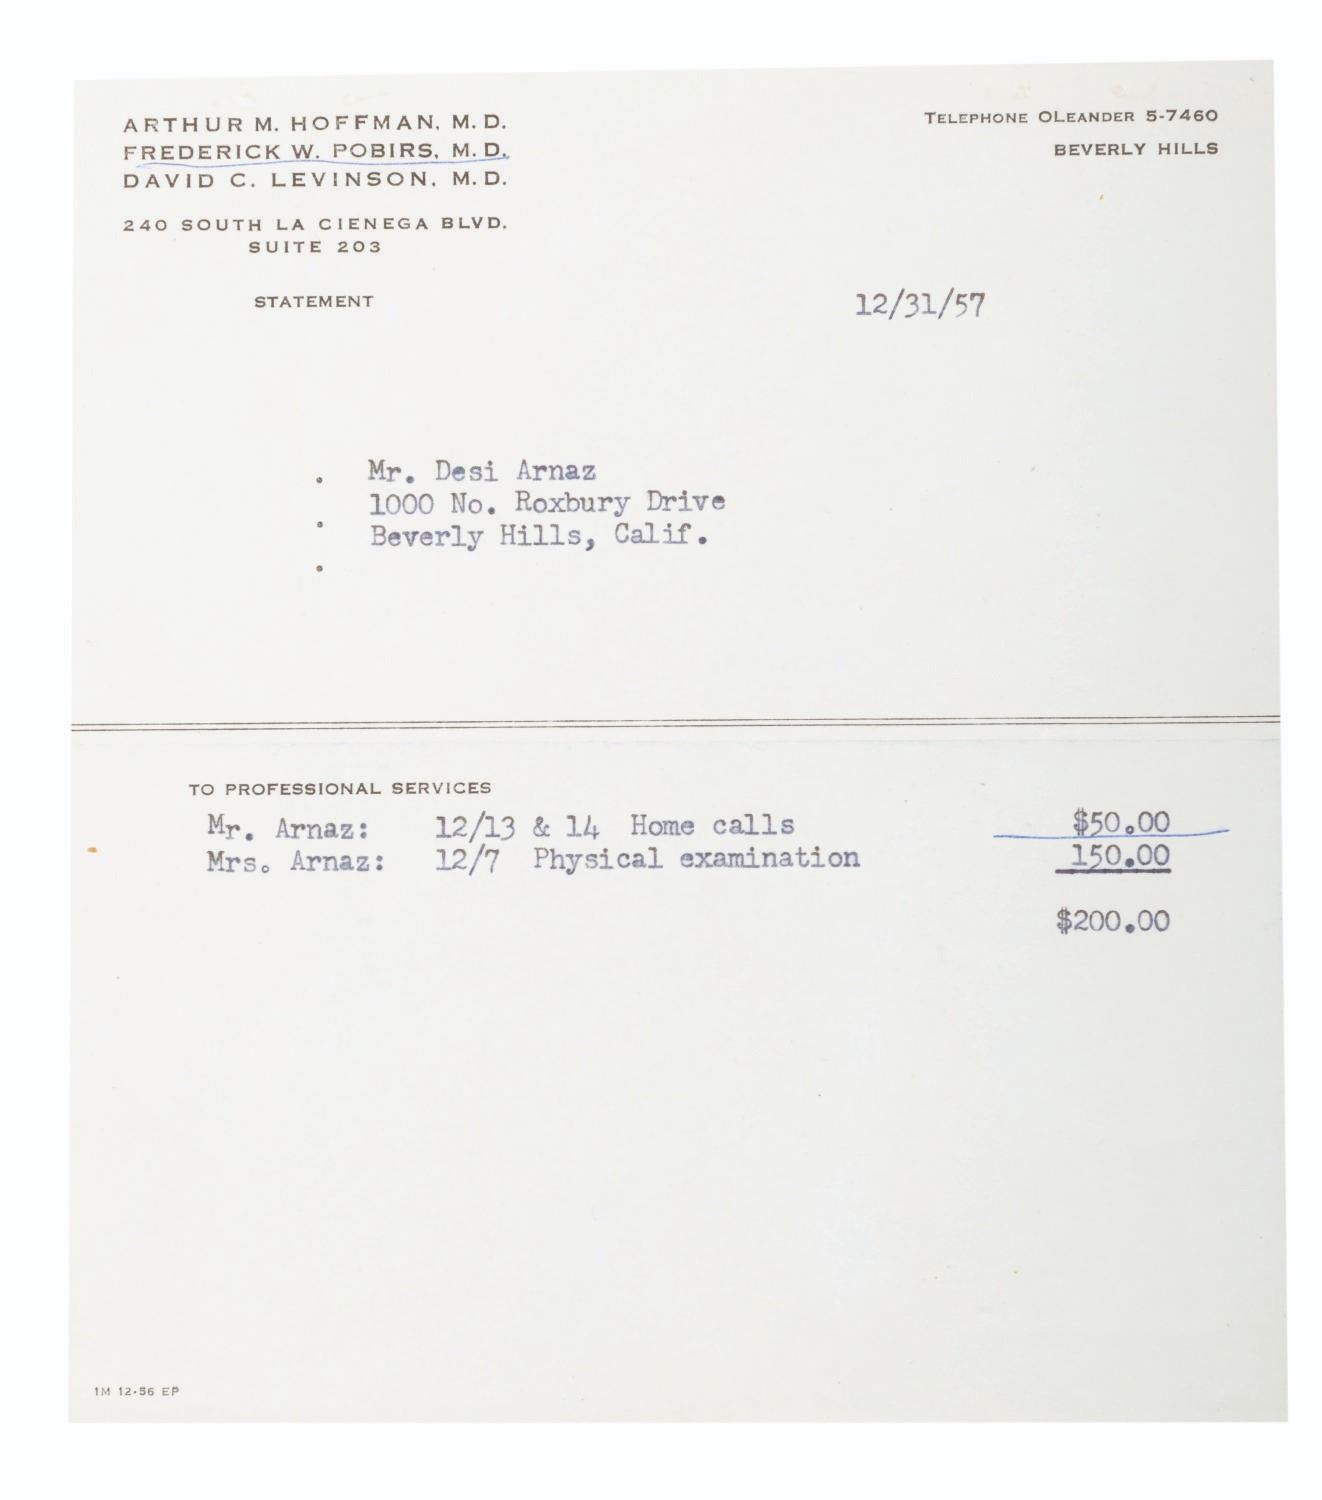 ARTHUR M. HOFFMAN, M.D.
FREDERICK W. POBIRS, M.D.
DAVID C. LEVINSON, M.D.
240 SOUTH LA CIENEGA BLVD.
SUITE 203
TELEPHONE OLEANDER 5-7460
BEVERLY HILLS
STATEMENT
12/31/57
Mr. Desi Arnaz
1000 No. Roxbury Drive
Beverly Hills, Calif.
TO PROFESSIONAL SERVICES
Mr. Arnaz: 12/13 & 14 Home calls $50.00
Mrs. Arnaz: 12/7 Physical examination 150.00
$200.00
1M 12-56 EP